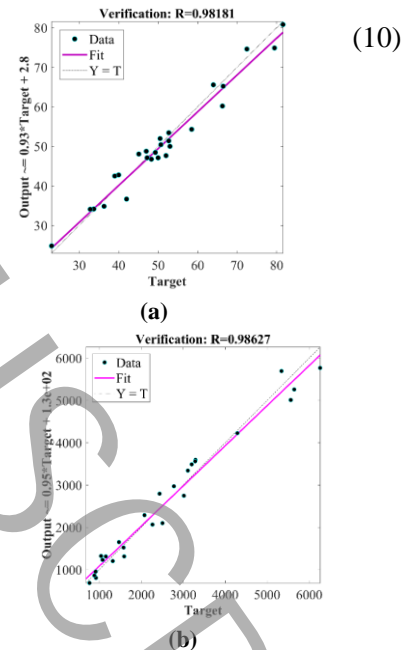 Verification: R=0.98181
(10)
Data
Fit
Y = T
80
70
60
50
40
30
Output ~= 0.93*Target + 2.8
30 40 50 60 70 80
Target
(a)
Verification: R=0.98627
Data
Fit
Y = T
6000
5000
4000
3000
2000
1000
Output ~= 0.95*Target + 1.3e+02
1000 2000 3000 4000 5000 6000
Target
(b)